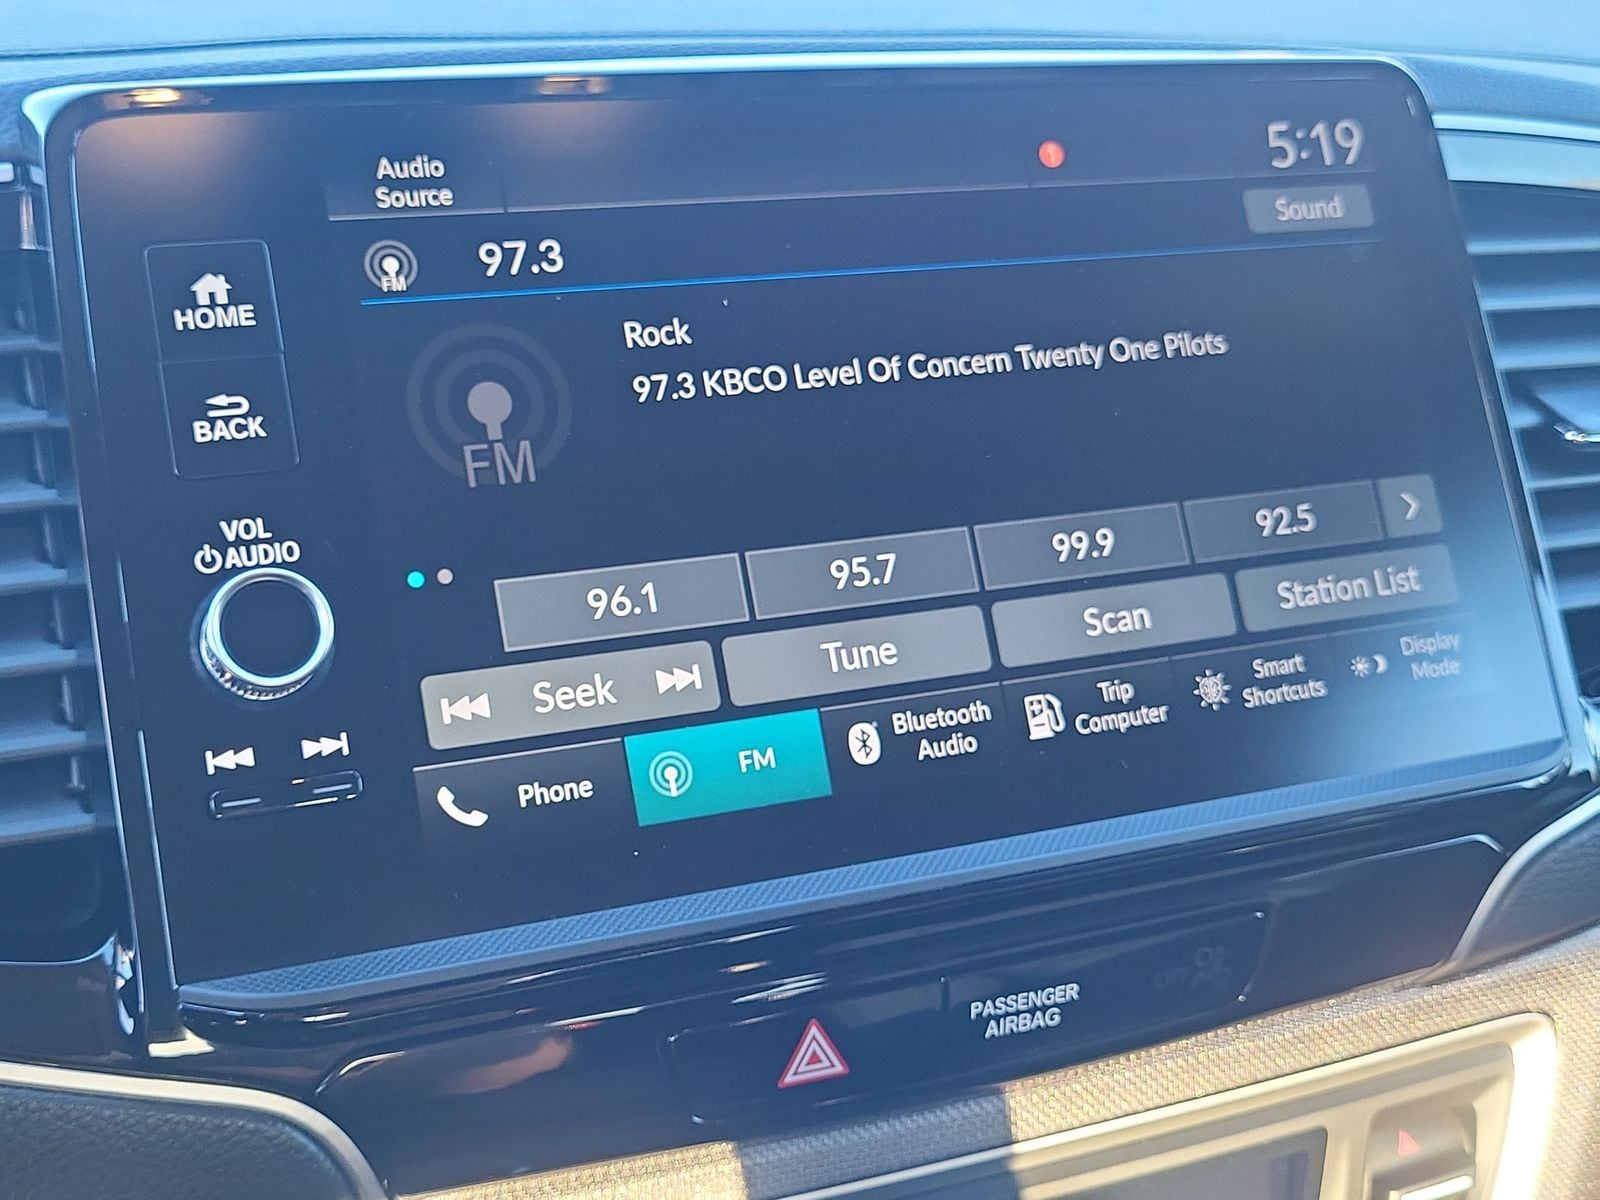 Audio
Source
1
5:19
Sound
FM
97.3
HOME
Rock
97.3 KBCO Level Of Concern Twenty One Pilots
BACK
FM
VOL
AUDIO
96.1
95.7
99.9
92.5
Seek
Tune
Scan
Station List
Phone
FM
Bluetooth
Audio
Trip
Computer
Smart
Shortcuts
Display
Mode
PASSENGER
AIRBAG